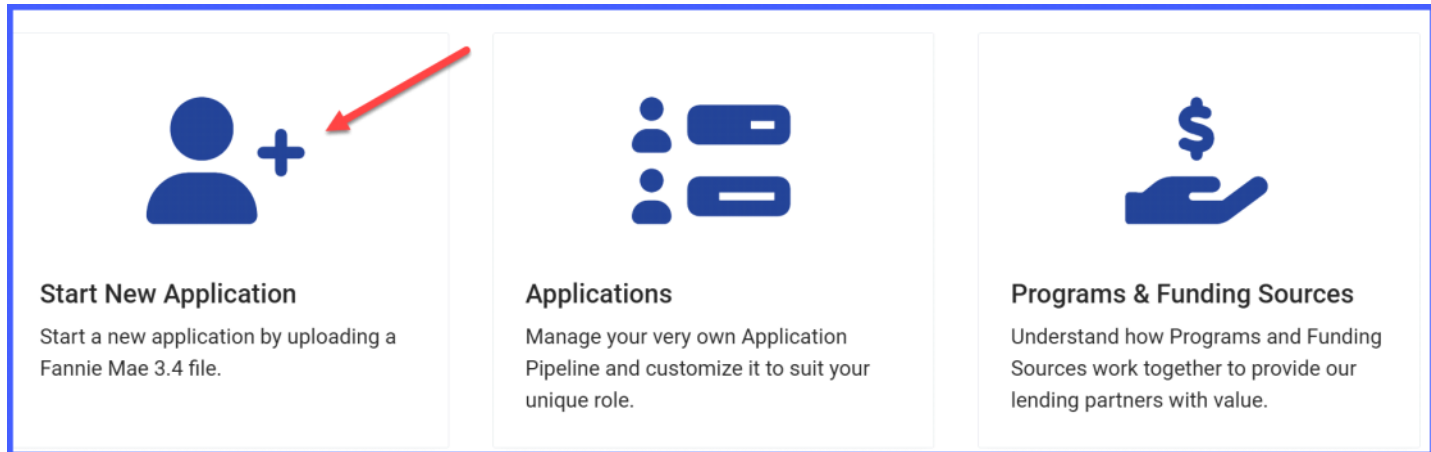 Start New Application
Start a new application by uploading a
Fannie Mae 3.4 file.
Applications
Manage your very own Application
Pipeline and customize it to suit your
unique role.
Programs & Funding Sources
Understand how Programs and Funding
Sources work together to provide our
lending partners with value.